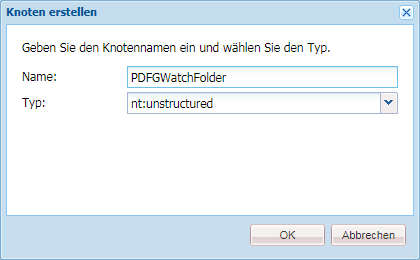 Knoten erstellen
Geben Sie den Knotennamen ein und wählen Sie den Typ.
Name: PDFGWatchFolder
Typ: nt:unstructured
OK Abbrechen